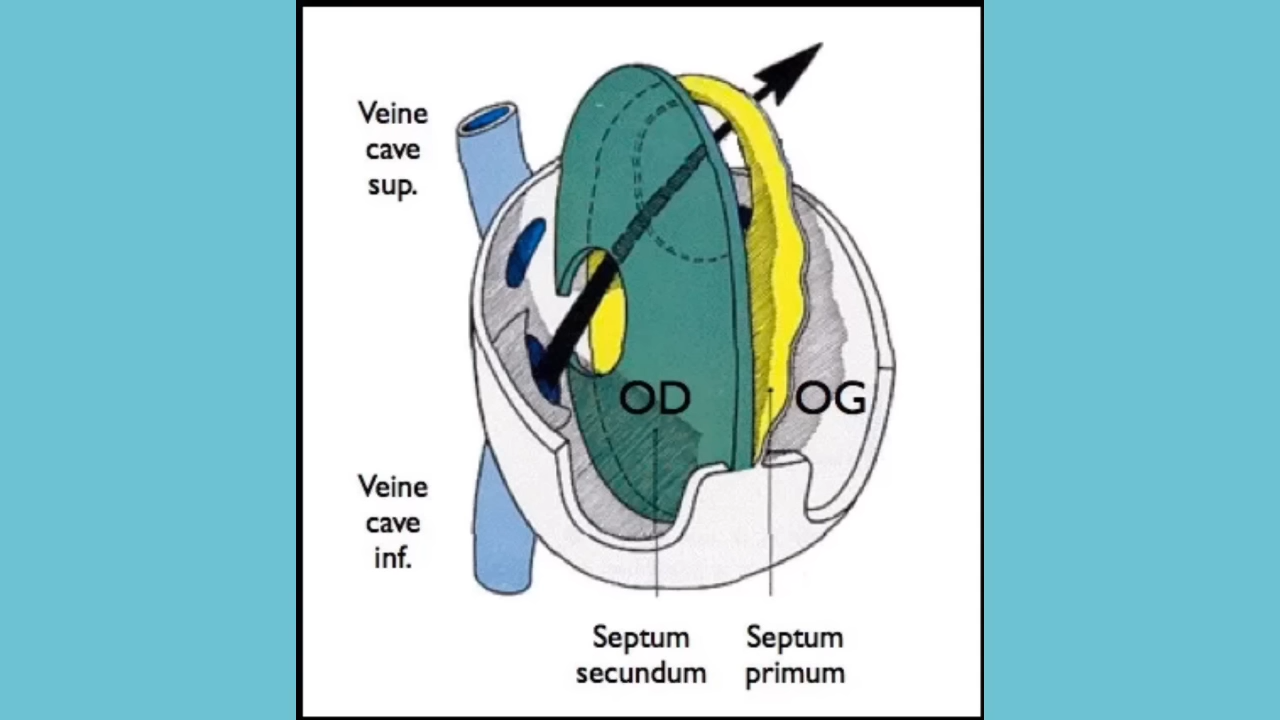 Veine
cave
sup.
OD
OG
Veine
cave
inf.
Septum
secundum
Septum
primum